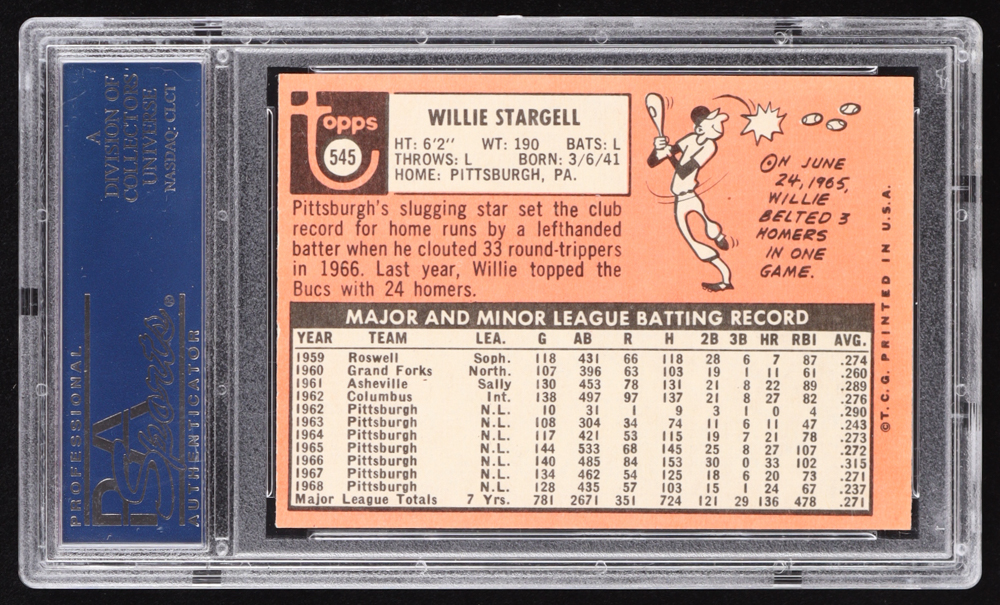 A
DIVISION OF
COLLECTORS
UNIVERSE
NASDAQ: CLCT
PROFESSIONAL
PSA
Sports
AUTHENTICATOR
®
Topps
545
WILLIE STARGELL
HT: 6'2" WT: 190 BATS: L
THROWS: L BORN: 3/6/41
HOME: PITTSBURGH, PA.
Pittsburgh's slugging star set the club
record for home runs by a lefthanded
batter when he clouted 33 round-trippers
in 1966. Last year, Willie topped the
Bucs with 24 homers.
ON JUNE
24, 1965,
WILLIE
BELTED 3
HOMERS
IN ONE
GAME.
MAJOR AND MINOR LEAGUE BATTING RECORD
YEAR TEAM LEA. G AB R H 2B 3B HR RBI AVG.
1959 Roswell Soph. 118 431 66 118 28 6 7 87 .274
1960 Grand Forks North. 107 396 63 103 19 1 11 61 .260
1961 Asheville Sally 130 453 78 131 21 8 22 89 .289
1962 Columbus Int. 138 497 97 137 21 8 27 82 .276
1962 Pittsburgh N.L. 10 31 1 9 3 1 0 4 .290
1963 Pittsburgh N.L. 108 304 34 74 11 6 11 47 .243
1964 Pittsburgh N.L. 117 421 53 115 19 7 21 78 .273
1965 Pittsburgh N.L. 144 533 68 145 25 8 27 107 .272
1966 Pittsburgh N.L. 140 485 84 153 30 0 33 102 .315
1967 Pittsburgh N.L. 134 462 54 125 18 6 20 73 .271
1968 Pittsburgh N.L. 128 435 57 103 15 1 24 67 .237
Major League Totals 7 Yrs. 781 2671 351 724 121 29 136 478 .271
©T.C.G. PRINTED IN U.S.A.